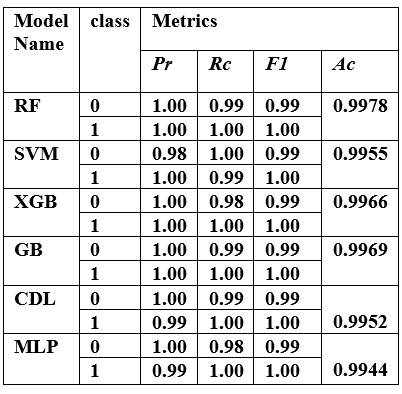 Model Name class Metrics
Pr Rc F1 Ac
RF 0 1.00 0.99 0.99 0.9978
1 1.00 1.00 1.00
SVM 0 0.98 1.00 0.99 0.9955
1 1.00 0.99 1.00
XGB 0 1.00 0.98 0.99 0.9966
1 1.00 1.00 1.00
GB 0 1.00 0.99 0.99 0.9969
1 1.00 1.00 1.00
CDL 0 1.00 0.99 0.99
1 0.99 1.00 1.00 0.9952
MLP 0 1.00 0.98 0.99
1 0.99 1.00 1.00 0.9944